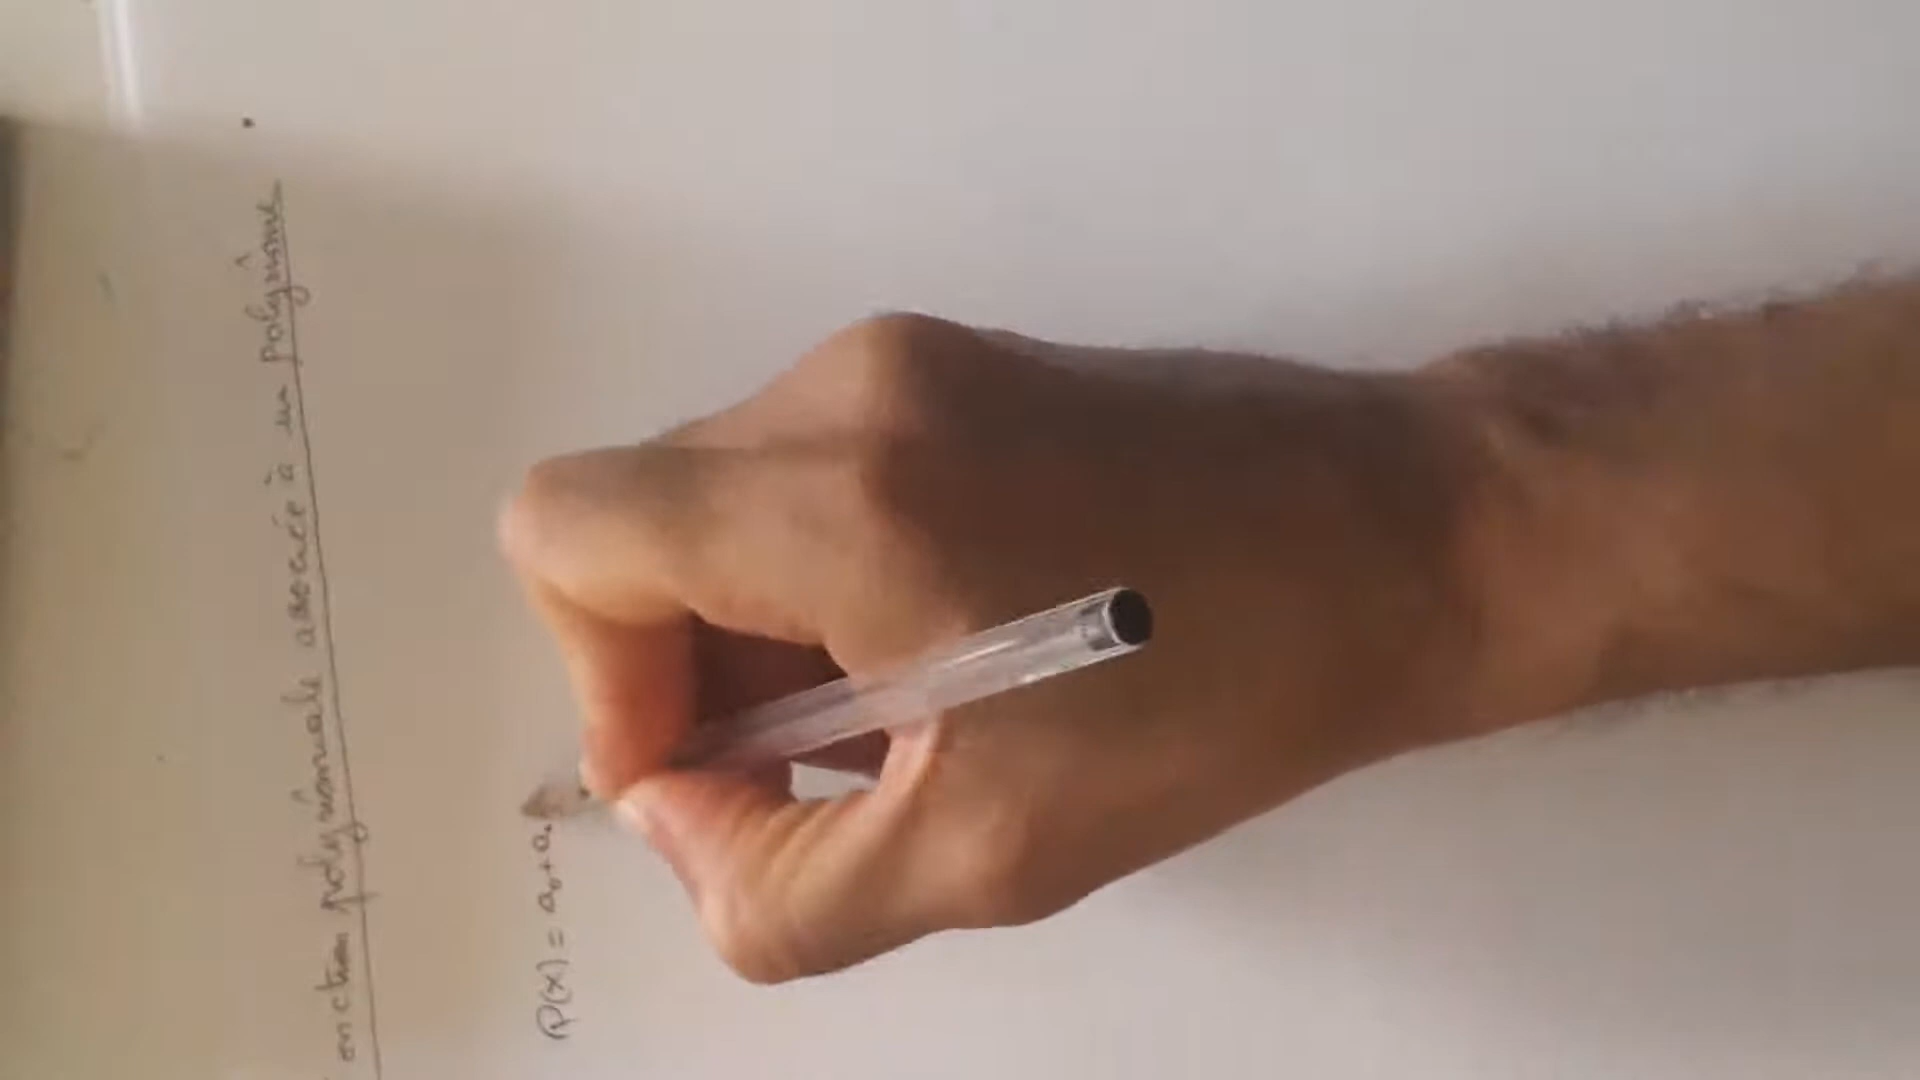 onction polynômiale associée à un polynôme
P(x) = a₀ + a₁